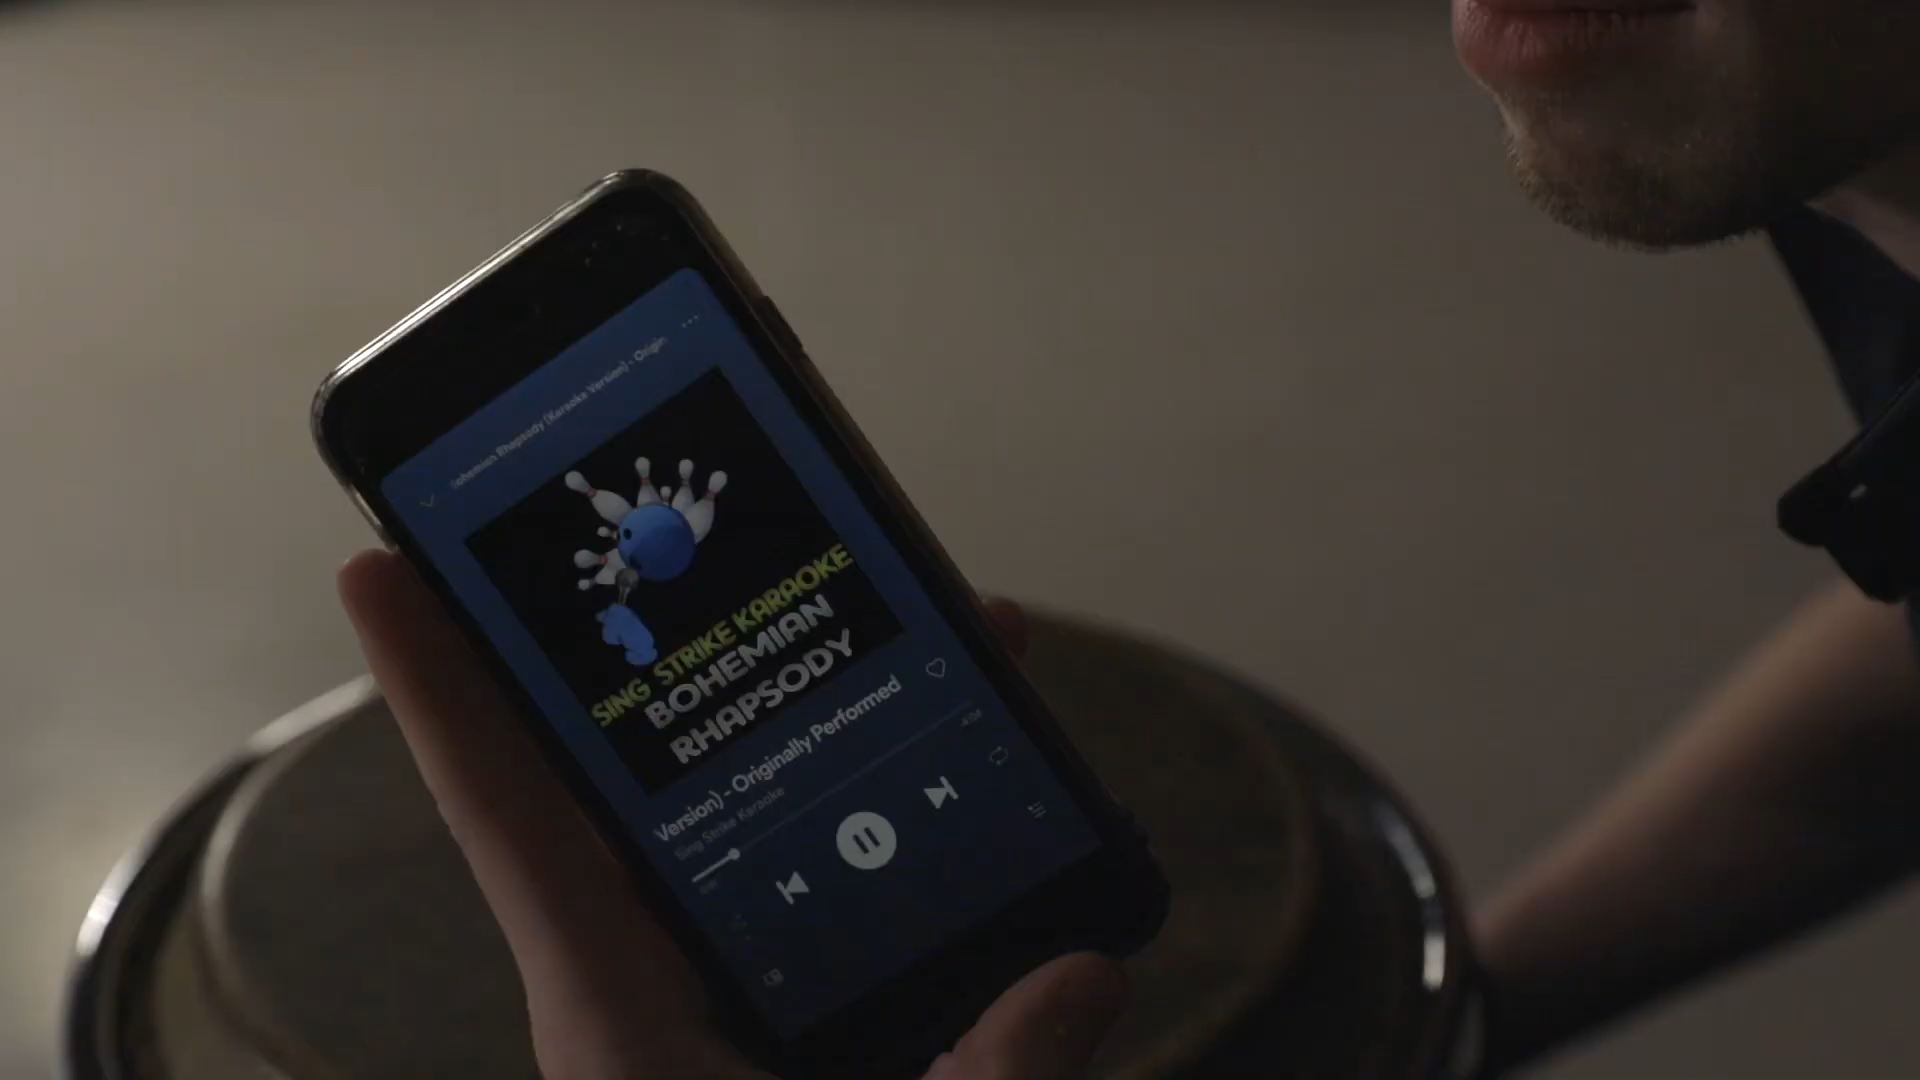 Bohemian Rhapsody (Karaoke Version) - Origin
SING STRIKE KARAOKE
BOHEMIAN
RHAPSODY
Version) - Originally Performed
Sing Strike Karaoke